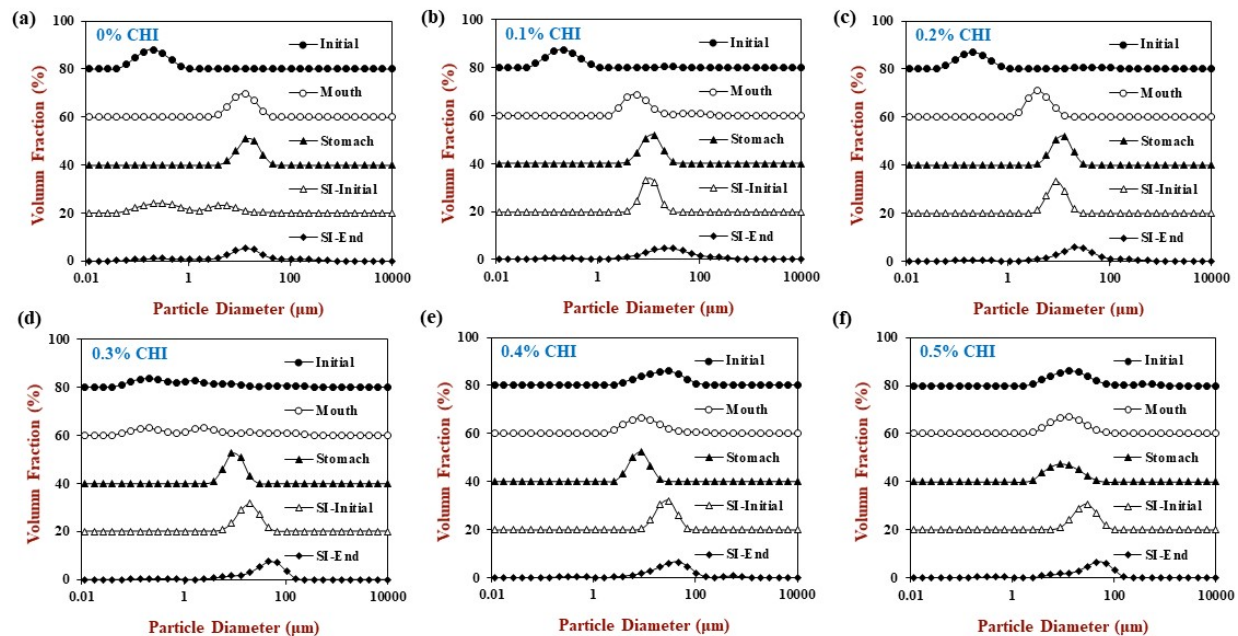 (a)
0% CHI
Volumn Fraction (%)
100
80
60
40
20
0
Initial
Mouth
Stomach
SI-Initial
SI-End
0.01
1
100
10000
Particle Diameter (μm)
(b)
0.1% CHI
Volumn Fraction (%)
100
80
60
40
20
0
Initial
Mouth
Stomach
SI-Initial
SI-End
0.01
1
100
10000
Particle Diameter (μm)
(c)
0.2% CHI
Volumn Fraction (%)
100
80
60
40
20
0
Initial
Mouth
Stomach
SI-Initial
SI-End
0.01
1
100
10000
Particle Diameter (μm)
(d)
0.3% CHI
Volumn Fraction (%)
100
80
60
40
20
0
Initial
Mouth
Stomach
SI-Initial
SI-End
0.01
1
100
10000
Particle Diameter (μm)
(e)
0.4% CHI
Volumn Fraction (%)
100
80
60
40
20
0
Initial
Mouth
Stomach
SI-Initial
SI-End
0.01
1
100
10000
Particle Diameter (μm)
(f)
0.5% CHI
Volumn Fraction (%)
100
80
60
40
20
0
Initial
Mouth
Stomach
SI-Initial
SI-End
0.01
1
100
10000
Particle Diameter (μm)